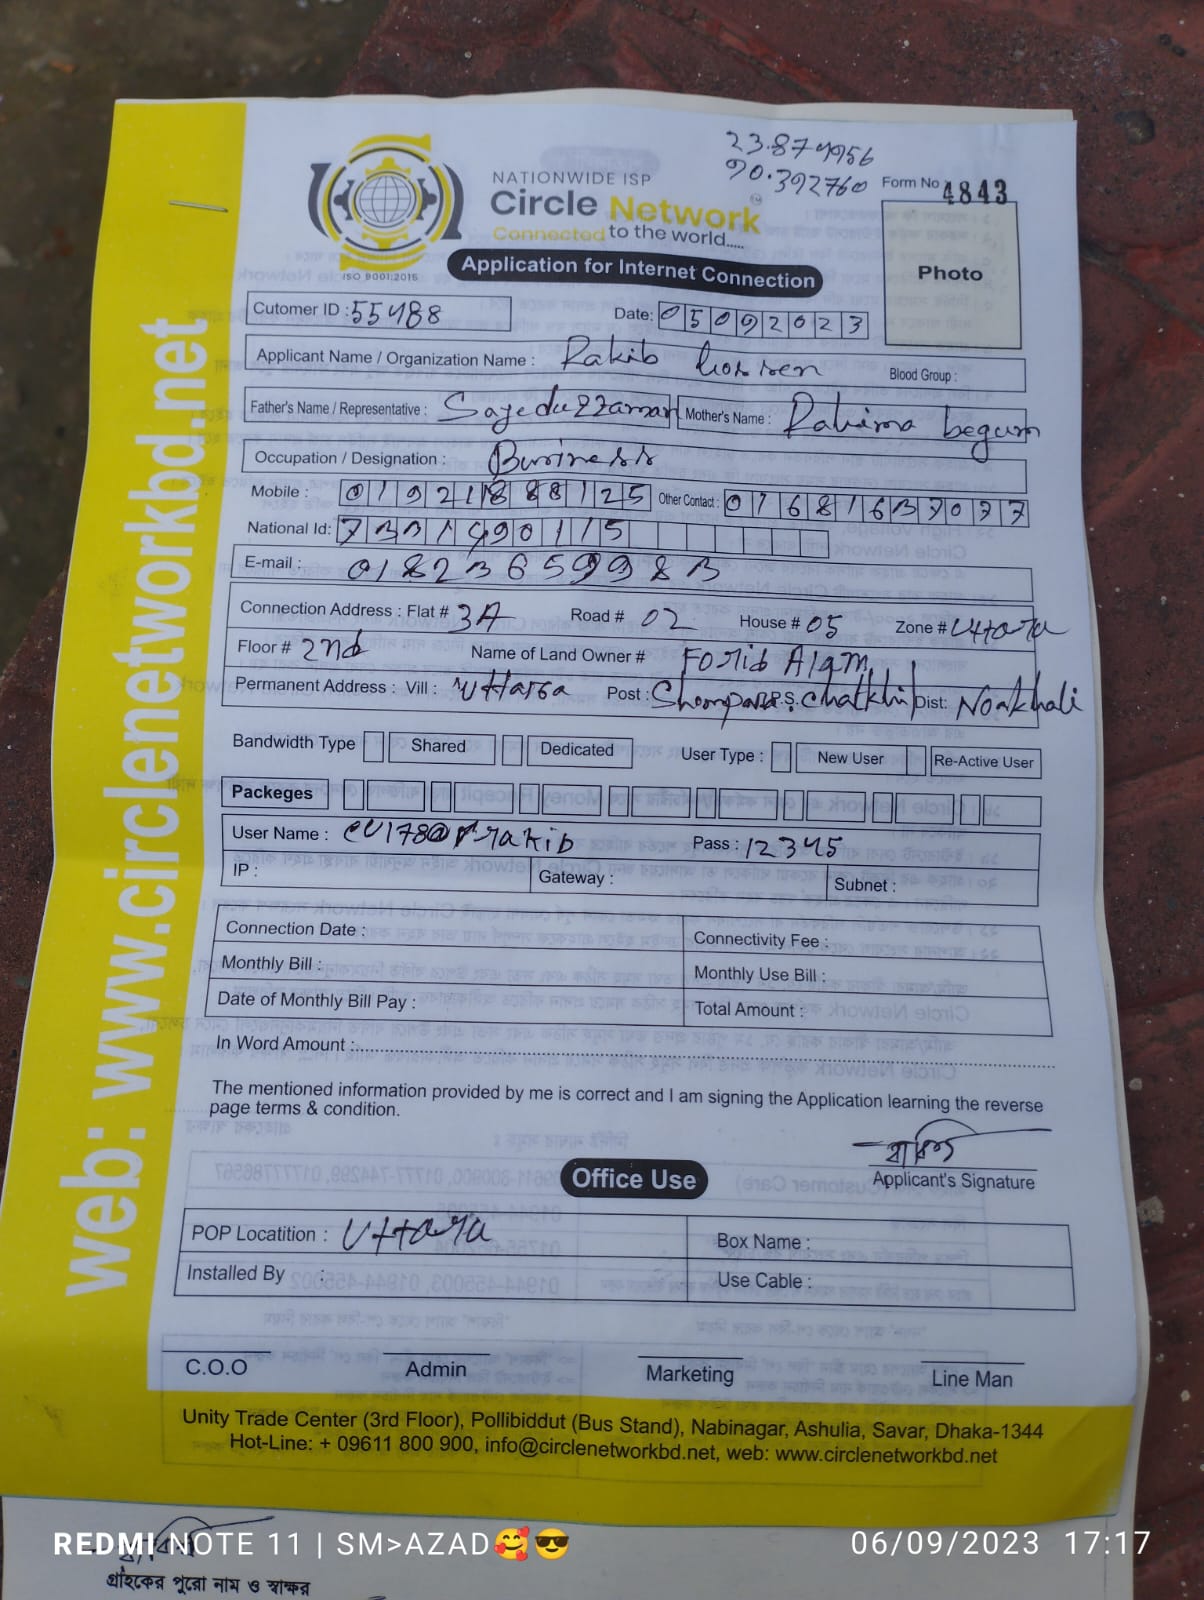 23.874956
90.392760
NATIONWIDE ISP
Circle Network
Connected to the world.....
ISO 9001:2015
Form No 4843
Photo
Application for Internet Connection
Cutomer ID : 55488
Date: 05092023
Applicant Name / Organization Name : Rakib hossen
Blood Group :
Father's Name / Representative : Sayeduzzaman Mother's Name : Rahima begum
Occupation / Designation : Business
Mobile : 01921888125 Other Contact : 01681637077
National Id: 7331490115
E-mail : 01823659983
Connection Address : Flat # 3A Road # 02 House # 05 Zone # Uttara
Floor # 2nd Name of Land Owner # Forid Alam
Permanent Address : Vill : Post : Shompara P.S. : Chatkhil Dist: Noakhali
Bandwidth Type Shared Dedicated User Type : New User Re-Active User
Packeges
User Name : Pass : 12345
IP : Gateway : Subnet :
Connection Date : Connectivity Fee :
Monthly Bill : Monthly Use Bill :
Date of Monthly Bill Pay : Total Amount :
In Word Amount :
The mentioned information provided by me is correct and I am signing the Application learning the reverse
page terms & condition.
Applicant's Signature
Office Use
POP Locatition : Uttara Box Name :
Installed By : Use Cable :
C.O.O Admin Marketing Line Man
Unity Trade Center (3rd Floor), Pollibiddut (Bus Stand), Nabinagar, Ashulia, Savar, Dhaka-1344
Hot-Line: + 09611 800 900, info@circlenetworkbd.net, web: www.circlenetworkbd.net
web: www.circlenetworkbd.net
REDMI NOTE 11 | SM>AZAD🥰😎 06/09/2023 17:17
গ্রাহকের পুরো নাম ও স্বাক্ষর